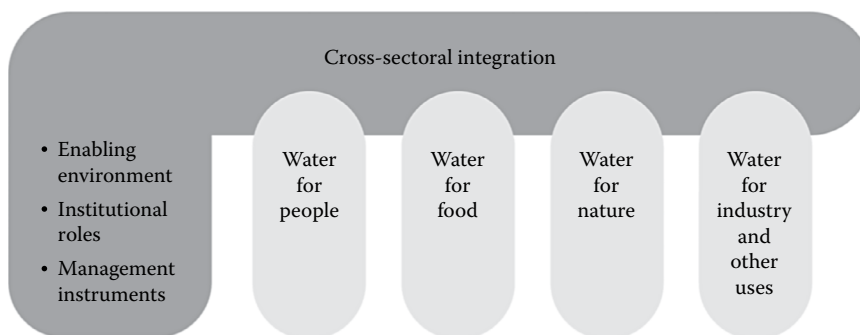 Cross-sectoral integration
• Enabling
environment
• Institutional
roles
• Management
instruments
Water
for
people
Water
for
food
Water
for
nature
Water
for
industry
and
other
uses